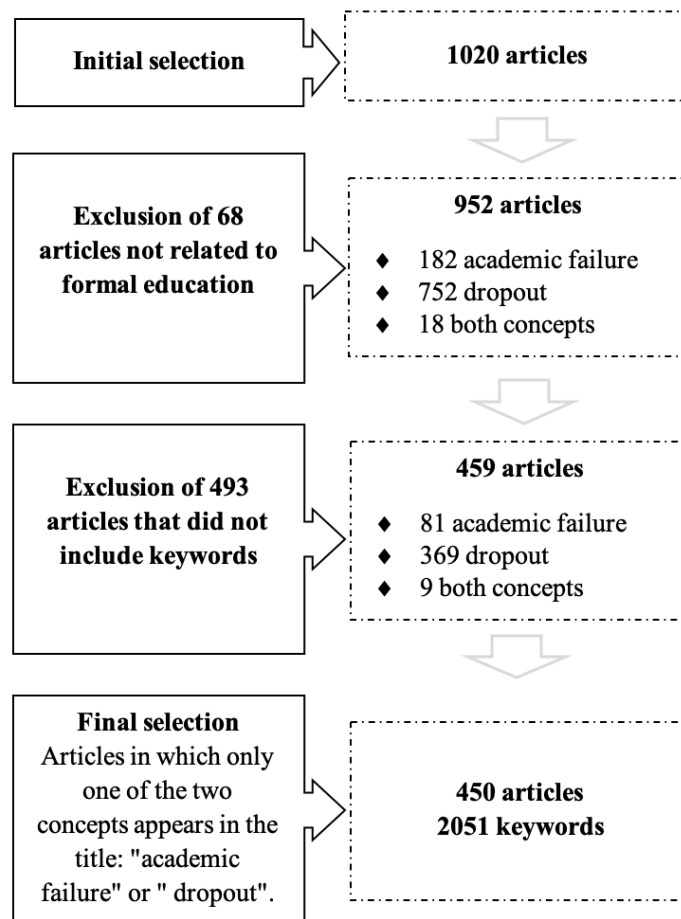 Initial selection
1020 articles
Exclusion of 68
articles not related to
formal education
952 articles
♦ 182 academic failure
♦ 752 dropout
♦ 18 both concepts
Exclusion of 493
articles that did not
include keywords
459 articles
♦ 81 academic failure
♦ 369 dropout
♦ 9 both concepts
Final selection
Articles in which only
one of the two
concepts appears in the
title: "academic
failure" or " dropout".
450 articles
2051 keywords